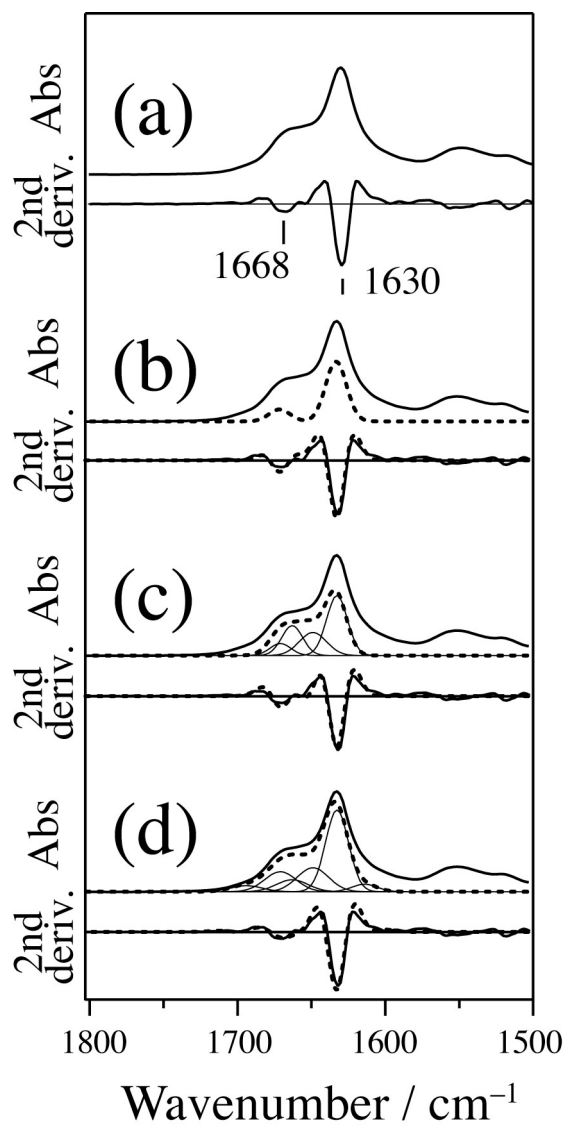 (a)
Abs
2nd
deriv.
1668
1630
(b)
Abs
2nd
deriv.
(c)
Abs
2nd
deriv.
(d)
Abs
2nd
deriv.
1800 1700 1600 1500
Wavenumber / cm⁻¹